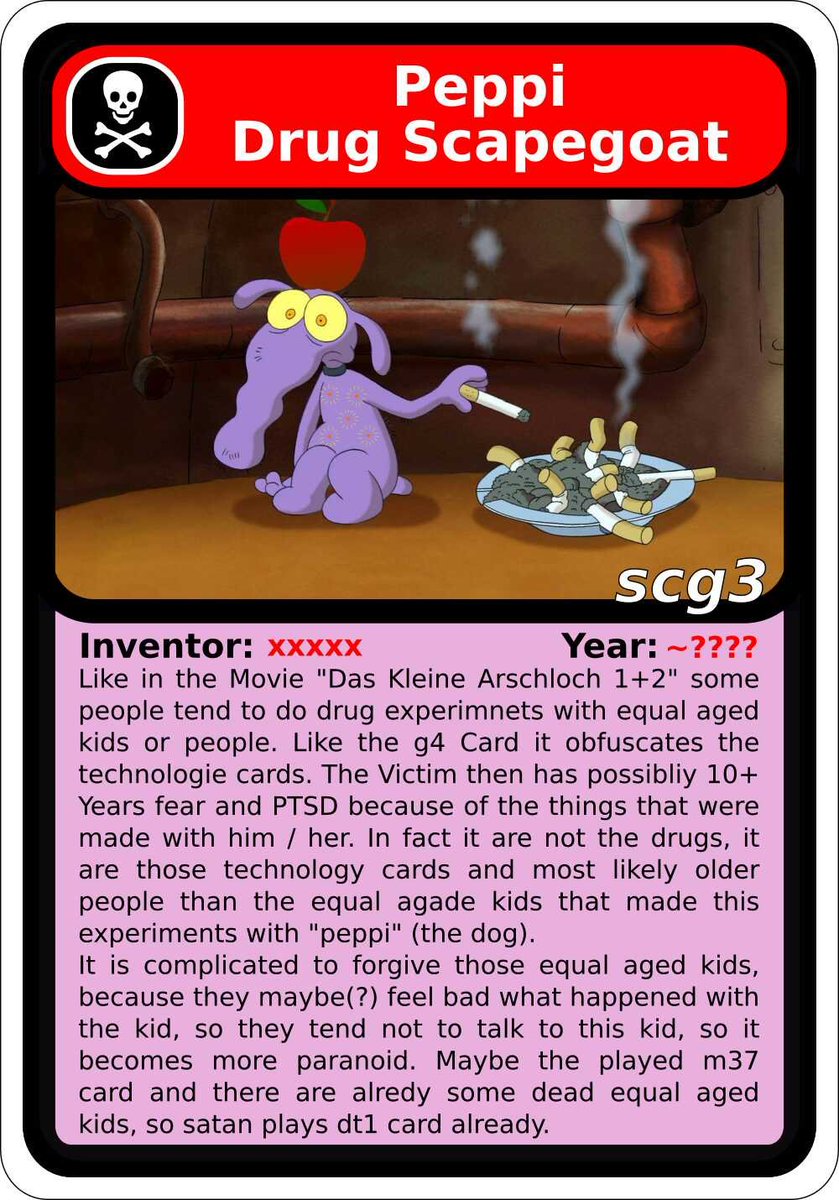 Peppi
Drug Scapegoat
scg3
Inventor: xxxxx Year: ~????
Like in the Movie "Das Kleine Arschloch 1+2" some
people tend to do drug experimnets with equal aged
kids or people. Like the g4 Card it obfuscates the
technologie cards. The Victim then has possibliy 10+
Years fear and PTSD because of the things that were
made with him / her. In fact it are not the drugs, it
are those technology cards and most likely older
people than the equal agade kids that made this
experiments with "peppi" (the dog).
It is complicated to forgive those equal aged kids,
because they maybe(?) feel bad what happened with
the kid, so they tend not to talk to this kid, so it
becomes more paranoid. Maybe the played m37
card and there are alredy some dead equal aged
kids, so satan plays dt1 card already.